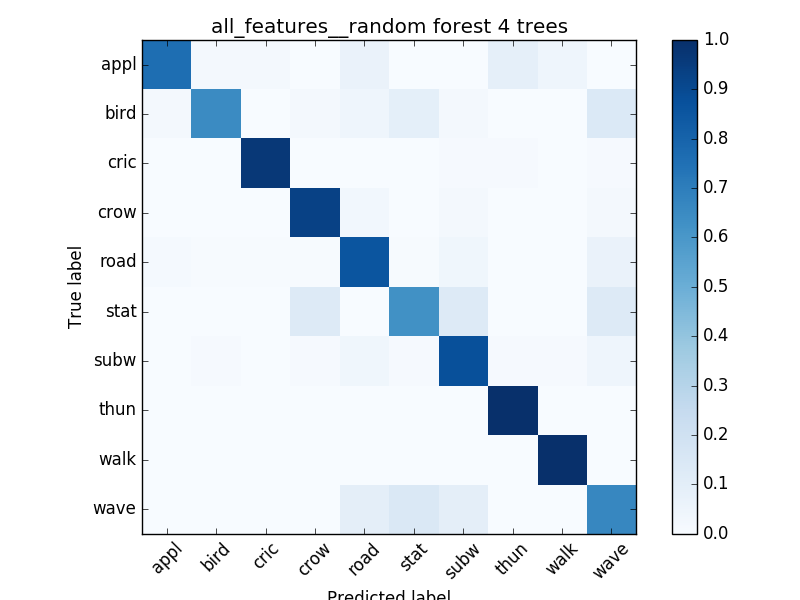 all_features__random forest 4 trees
True label
appl
bird
cric
crow
road
stat
subw
thun
walk
wave
appl
bird
cric
crow
road
stat
subw
thun
walk
wave
Predicted label
1.0
0.9
0.8
0.7
0.6
0.5
0.4
0.3
0.2
0.1
0.0